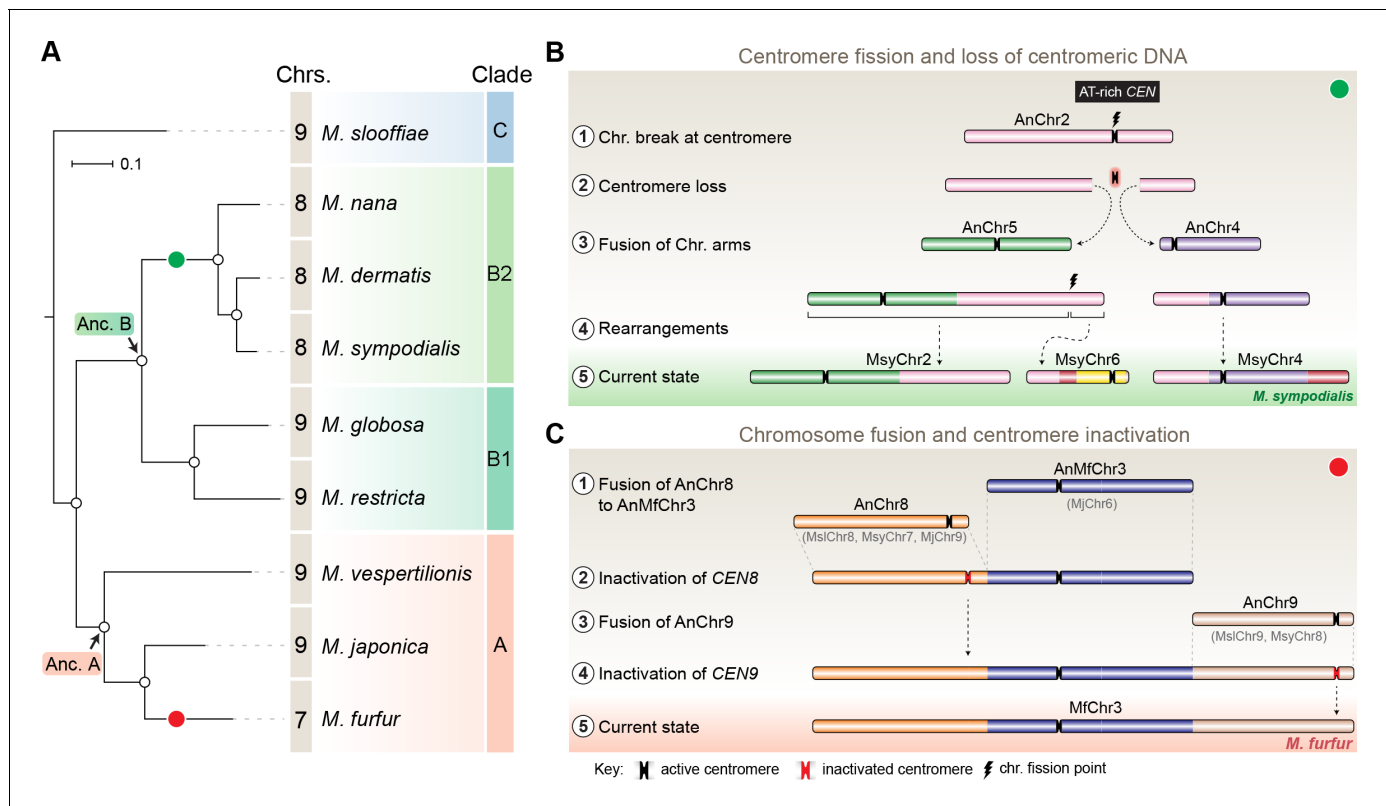 A
Chrs.
Clade
9 M. slooffiae C
0.1
8 M. nana
8 M. dermatis B2
Anc. B
8 M. sympodialis
9 M. globosa
B1
9 M. restricta
9 M. vespertilionis
9 M. japonica A
Anc. A
7 M. furfur
B
Centromere fission and loss of centromeric DNA
AT-rich CEN
AnChr2
1 Chr. break at centromere
2 Centromere loss
AnChr5
AnChr4
3 Fusion of Chr. arms
4 Rearrangements
MsyChr2
MsyChr6
MsyChr4
5 Current state
M. sympodialis
C
Chromosome fusion and centromere inactivation
AnMfChr3
1 Fusion of AnChr8
to AnMfChr3
(MjChr6)
AnChr8
(MslChr8, MsyChr7, MjChr9)
2 Inactivation of CEN8
AnChr9
3 Fusion of AnChr9
(MslChr9, MsyChr8)
4 Inactivation of CEN9
MfChr3
5 Current state
M. furfur
Key: active centromere inactivated centromere chr. fission point